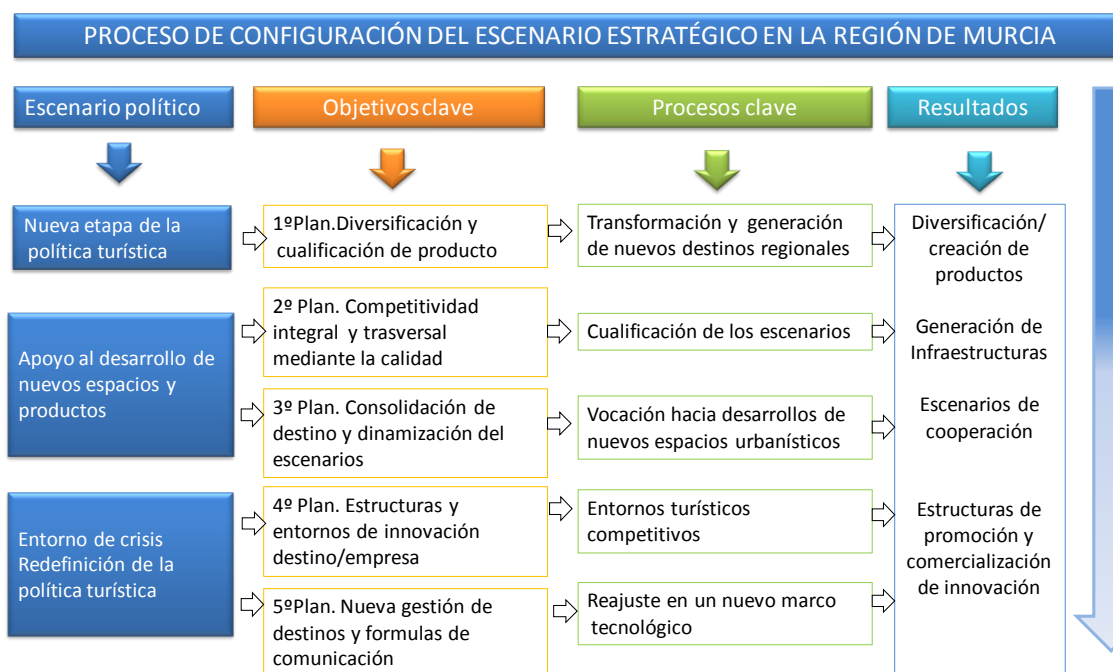 PROCESO DE CONFIGURACIÓN DEL ESCENARIO ESTRATÉGICO EN LA REGIÓN DE MURCIA
Escenario político
Objetivos clave
Procesos clave
Resultados
Nueva etapa de la
política turística
1ºPlan.Diversificación y
cualificación de producto
Transformación y generación
de nuevos destinos regionales
Diversificación/
creación de
productos
Apoyo al desarrollo de
nuevos espacios y
productos
2º Plan. Competitividad
integral y trasversal
mediante la calidad
Cualificación de los escenarios
Generación de
Infraestructuras
3º Plan. Consolidación de
destino y dinamización del
escenarios
Vocación hacia desarrollos de
nuevos espacios urbanísticos
Escenarios de
cooperación
Entorno de crisis
Redefinición de la
política turística
4º Plan. Estructuras y
entornos de innovación
destino/empresa
Entornos turísticos
competitivos
Estructuras de
promoción y
comercialización
de innovación
5ºPlan. Nueva gestión de
destinos y formulas de
comunicación
Reajuste en un nuevo marco
tecnológico